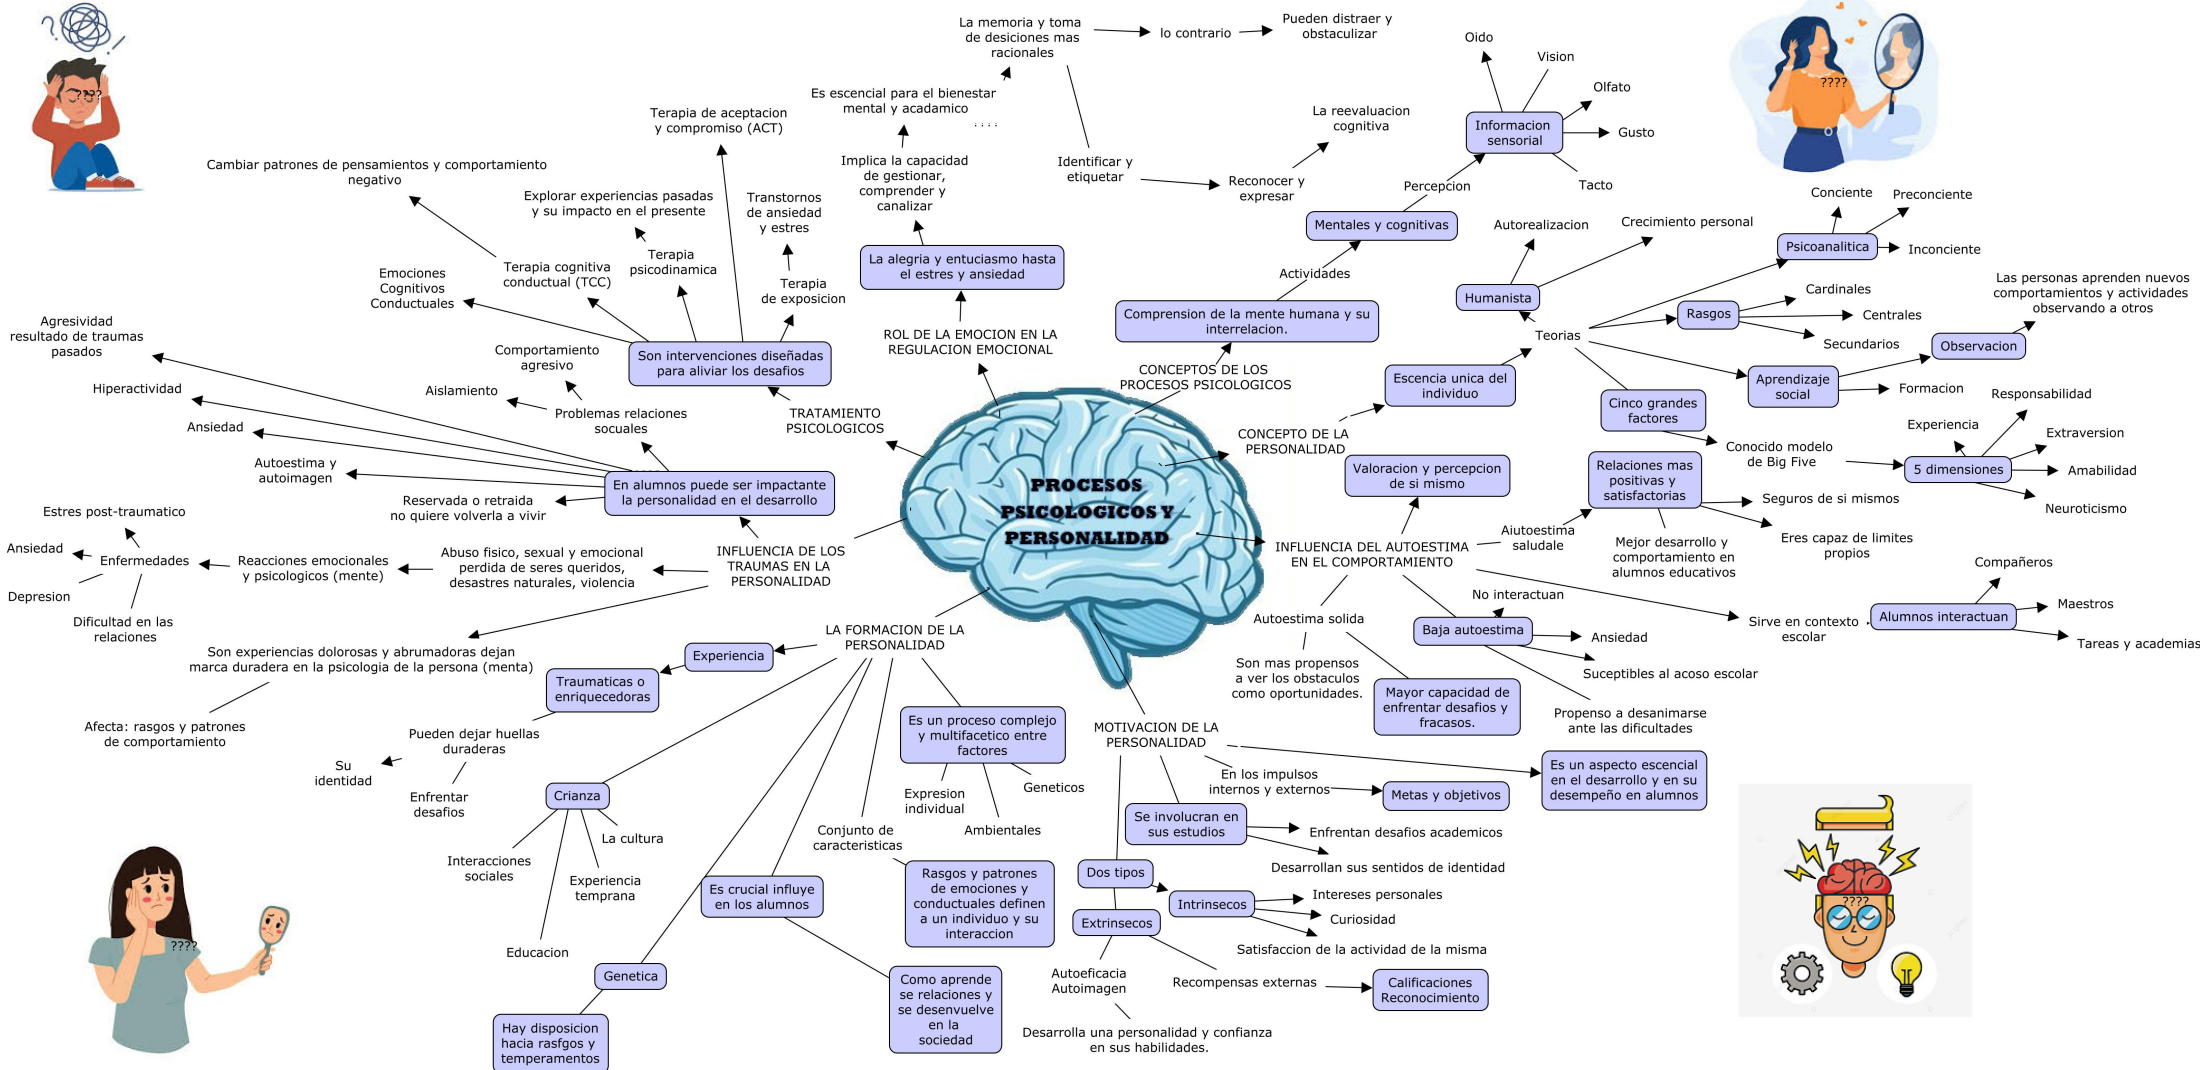 PROCESOS
PSICOLOGICOS Y
PERSONALIDAD
CONCEPTOS DE LOS
PROCESOS PSICOLOGICOS
Comprension de la mente humana y su
interrelacion.
Actividades
Mentales y cognitivas
Percepcion
Informacion
sensorial
Oido
Vision
Olfato
Gusto
Tacto
CONCEPTO DE LA
PERSONALIDAD
Escencia unica del
individuo
Teorias
Humanista
Autorealizacion
Crecimiento personal
Psicoanalitica
Conciente
Preconciente
Inconciente
Rasgos
Cardinales
Centrales
Secundarios
Aprendizaje
social
Observacion
Las personas aprenden nuevos
comportamientos y actividades
observando a otros
Formacion
Cinco grandes
factores
Conocido modelo
de Big Five
5 dimensiones
Experiencia
Responsabilidad
Extraversion
Amabilidad
Neuroticismo
INFLUENCIA DEL AUTOESTIMA
EN EL COMPORTAMIENTO
Valoracion y percepcion
de si mismo
Aiutoestima
saludale
Relaciones mas
positivas y
satisfactorias
Seguros de si mismos
Eres capaz de limites
propios
Mejor desarrollo y
comportamiento en
alumnos educativos
Sirve en contexto
escolar
Alumnos interactuan
Compañeros
Maestros
Tareas y academias
Baja autoestima
No interactuan
Ansiedad
Suceptibles al acoso escolar
Propenso a desanimarse
ante las dificultades
Autoestima solida
Son mas propensos
a ver los obstaculos
como oportunidades.
Mayor capacidad de
enfrentar desafios y
fracasos.
MOTIVACION DE LA
PERSONALIDAD
Es un aspecto escencial
en el desarrollo y en su
desempeño en alumnos
En los impulsos
internos y externos
Metas y objetivos
Se involucran en
sus estudios
Enfrentan desafios academicos
Desarrollan sus sentidos de identidad
Dos tipos
Intrinsecos
Intereses personales
Curiosidad
Satisfaccion de la actividad de la misma
Extrinsecos
Autoeficacia
Autoimagen
Desarrolla una personalidad y confianza
en sus habilidades.
Recompensas externas
Calificaciones
Reconocimiento
LA FORMACION DE LA
PERSONALIDAD
Experiencia
Traumaticas o
enriquecedoras
Pueden dejar huellas
duraderas
Su
identidad
Enfrentar
desafios
Crianza
Interacciones
sociales
Educacion
Experiencia
temprana
La cultura
Genetica
Hay disposicion
hacia rasfgos y
temperamentos
Es crucial influye
en los alumnos
Como aprende
se relaciones y
se desenvuelve
en la
sociedad
Conjunto de
caracteristicas
Rasgos y patrones
de emociones y
conductuales definen
a un individuo y su
interaccion
Es un proceso complejo
y multifacetico entre
factores
Expresion
individual
Ambientales
Geneticos
INFLUENCIA DE LOS
TRAUMAS EN LA
PERSONALIDAD
Abuso fisico, sexual y emocional
perdida de seres queridos,
desastres naturales, violencia
Reacciones emocionales
y psicologicos (mente)
Enfermedades
Estres post-traumatico
Ansiedad
Depresion
Dificultad en las
relaciones
Son experiencias dolorosas y abrumadoras dejan
marca duradera en la psicologia de la persona (menta)
Afecta: rasgos y patrones
de comportamiento
En alumnos puede ser impactante
la personalidad en el desarrollo
Problemas relaciones
socuales
Comportamiento
agresivo
Aislamiento
Agresividad
resultado de traumas
pasados
Hiperactividad
Ansiedad
Autoestima y
autoimagen
Reservada o retraida
no quiere volverla a vivir
TRATAMIENTO
PSICOLOGICOS
Son intervenciones diseñadas
para aliviar los desafios
Emociones
Cognitivos
Conductuales
Terapia cognitiva
conductual (TCC)
Cambiar patrones de pensamientos y comportamiento
negativo
Terapia
psicodinamica
Explorar experiencias pasadas
y su impacto en el presente
Terapia de aceptacion
y compromiso (ACT)
Terapia
de exposicion
Transtornos
de ansiedad
y estres
ROL DE LA EMOCION EN LA
REGULACION EMOCIONAL
La alegria y entuciasmo hasta
el estres y ansiedad
Implica la capacidad
de gestionar,
comprender y
canalizar
Es escencial para el bienestar
mental y acadamico
La memoria y toma
de desiciones mas
racionales
lo contrario
Pueden distraer y
obstaculizar
Identificar y
etiquetar
Reconocer y
expresar
La reevaluacion
cognitiva
????
????
????
????